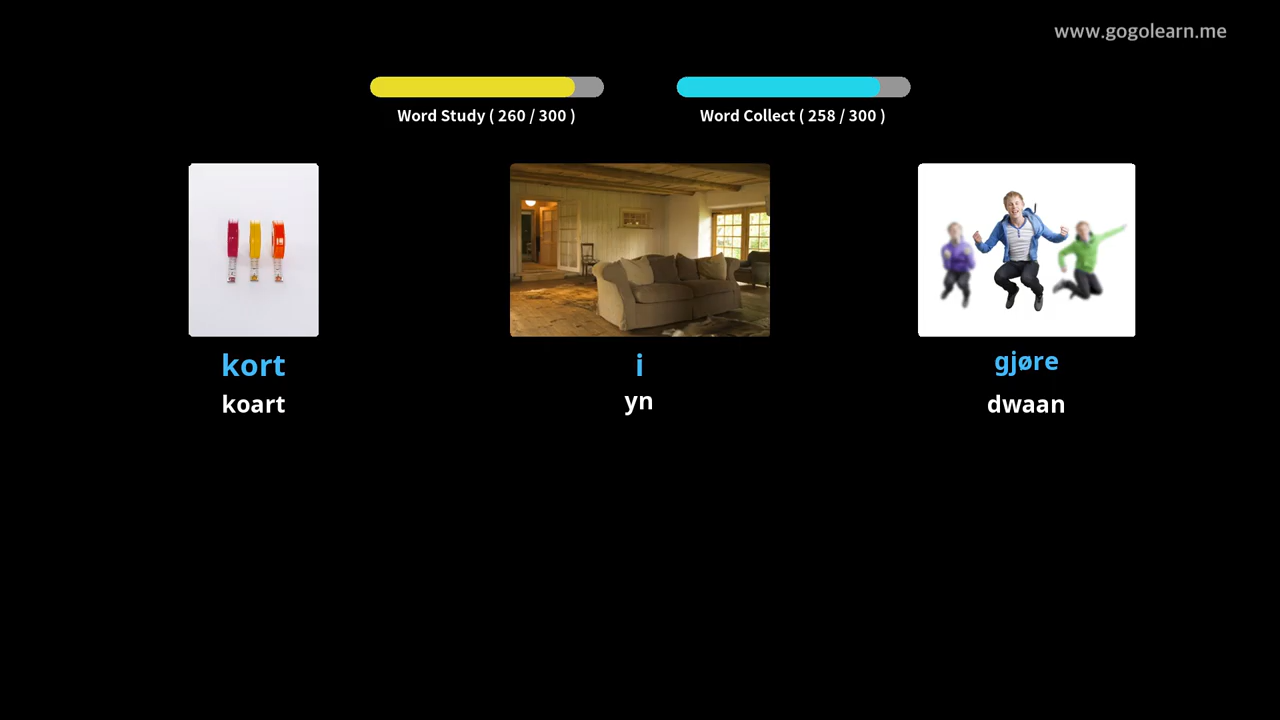 www.gogolearn.me
Word Study ( 260 / 300 )
Word Collect ( 258 / 300 )
kort
koart
i
yn
gjøre
dwaan